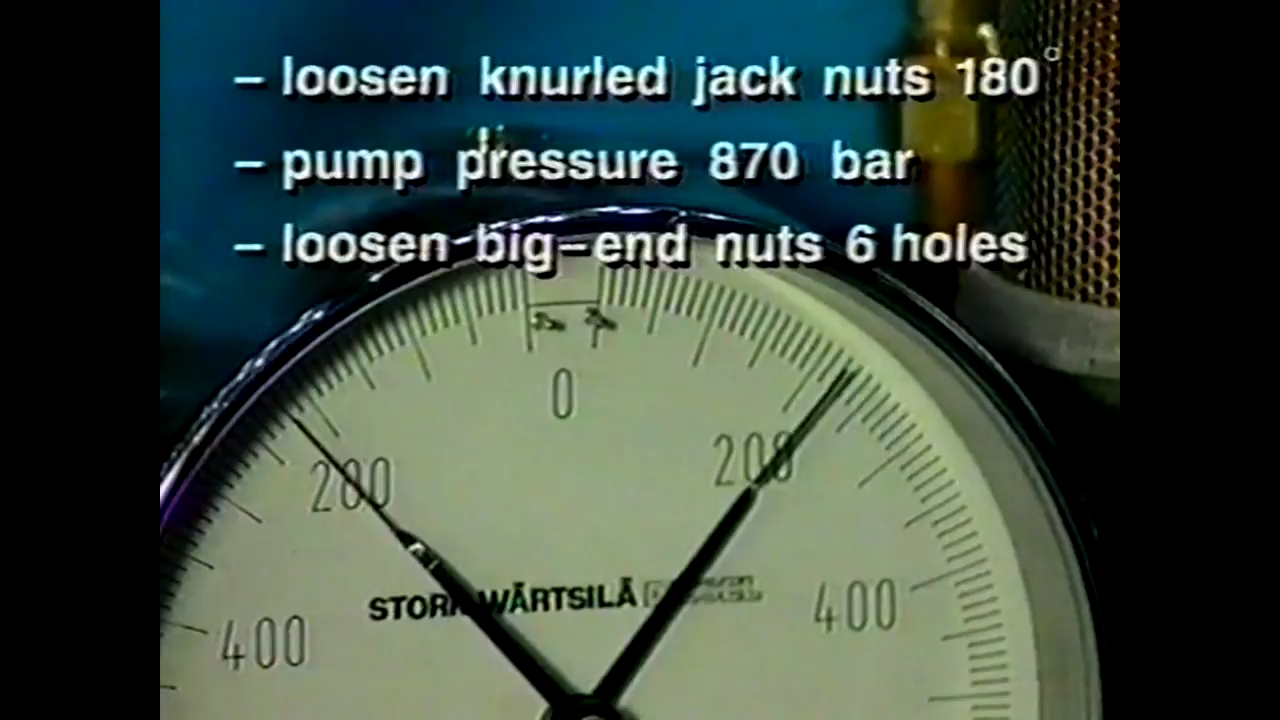 – loosen knurled jack nuts 180°
– pump pressure 870 bar
– loosen big-end nuts 6 holes
0
200 200
STORK WÄRTSILÄ
400 400